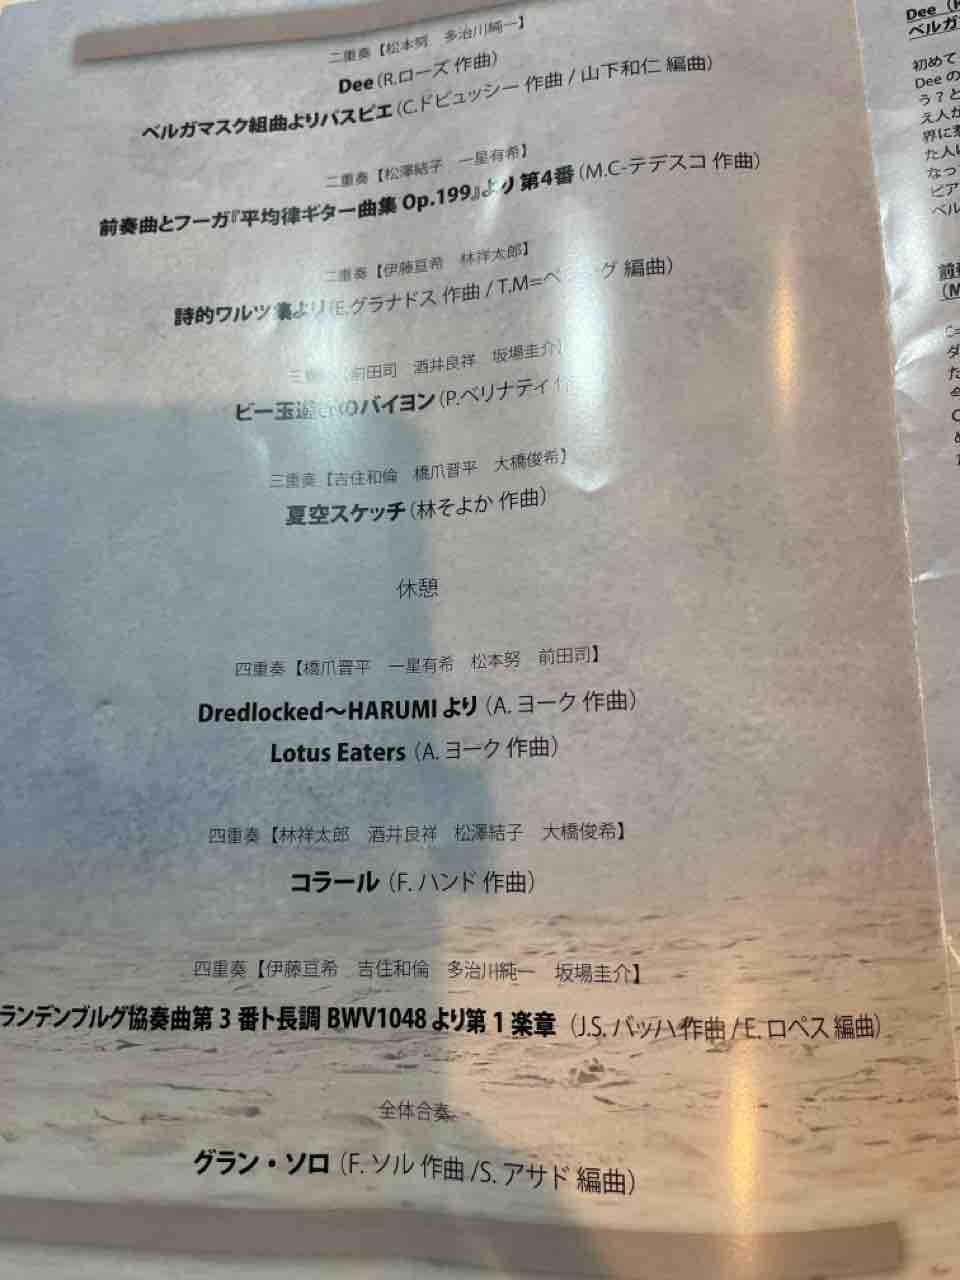 二重奏【松本努　多治川純一】
Dee（R.ローズ 作曲）
ベルガマスク組曲よりパスピエ（C.ドビュッシー 作曲 / 山下和仁 編曲）
二重奏【松澤結子　一星有希】
前奏曲とフーガ『平均律ギター曲集 Op.199』より 第4番（M.C-テデスコ 作曲）
二重奏【伊藤亘希　林祥太郎】
詩的ワルツ集より（E.グラナドス 作曲 / T.M= グ 編曲）
三重奏【前田司　酒井良祥　坂場圭介】
ビー玉遊びのバイヨン（P.ベリナティ 作
三重奏【吉住和倫　橋爪晋平　大橋俊希】
夏空スケッチ（林そよか 作曲）
休憩
四重奏【橋爪晋平　一星有希　松本努　前田司】
Dredlocked～HARUMI より（A. ヨーク 作曲）
Lotus Eaters（A. ヨーク 作曲）
四重奏【林祥太郎　酒井良祥　松澤結子　大橋俊希】
コラール（F. ハンド 作曲）
四重奏【伊藤亘希　吉住和倫　多治川純一　坂場圭介】
ランデンブルグ協奏曲第 3 番ト長調 BWV1048 より第 1 楽章（J.S. バッハ 作曲 / E. ロペス 編曲）
全体合奏
グラン・ソロ（F. ソル 作曲 /S. アサド 編曲）
Dee（
ベルガ
初めて
Dee の
う？と
え人が
界に
た人
なっ
ピア
ベル